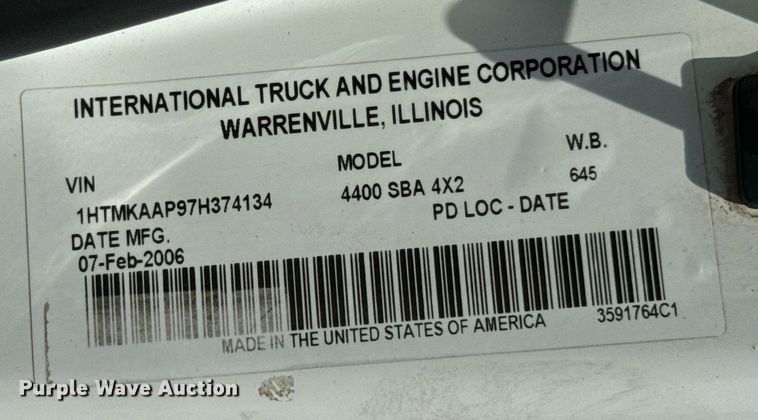 INTERNATIONAL TRUCK AND ENGINE CORPORATION
WARRENVILLE, ILLINOIS
VIN MODEL W.B.
1HTMKAAP97H374134 4400 SBA 4X2 645
DATE MFG. PD LOC - DATE
07-Feb-2006
MADE IN THE UNITED STATES OF AMERICA 3591764C1
Purple Wave Auction